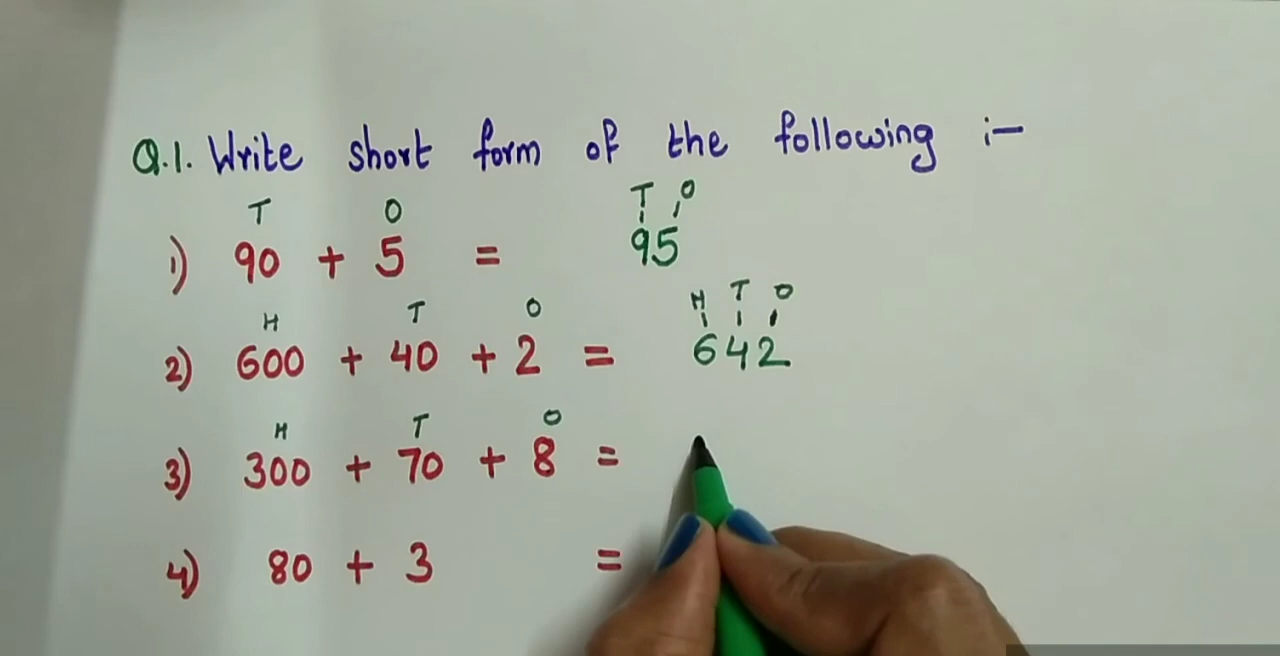 Q.1. Write short form of the following :-
T O T O
1) 90 + 5 = 95
H T O H T O
2) 600 + 40 + 2 = 642
H T O
3) 300 + 70 + 8 =
4) 80 + 3 =